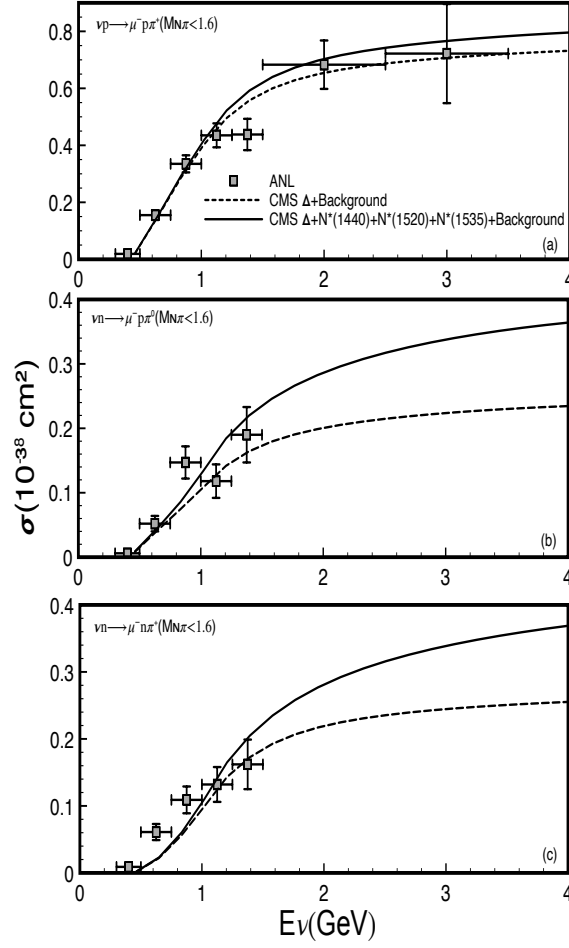 νp⟶μ⁻pπ⁺(MNπ<1.6)
0.8
0.6
0.4
0.2
0
ANL
CMS Δ+Background
CMS Δ+N*(1440)+N*(1520)+N*(1535)+Background
(a)
0 1 2 3 4
0.4
νn⟶μ⁻pπ⁰(MNπ<1.6)
0.3
0.2
0.1
0
(b)
0 1 2 3 4
σ(10⁻³⁸ cm²)
0.4
νn⟶μ⁻nπ⁺(MNπ<1.6)
0.3
0.2
0.1
0
(c)
0 1 2 3 4
Eν(GeV)